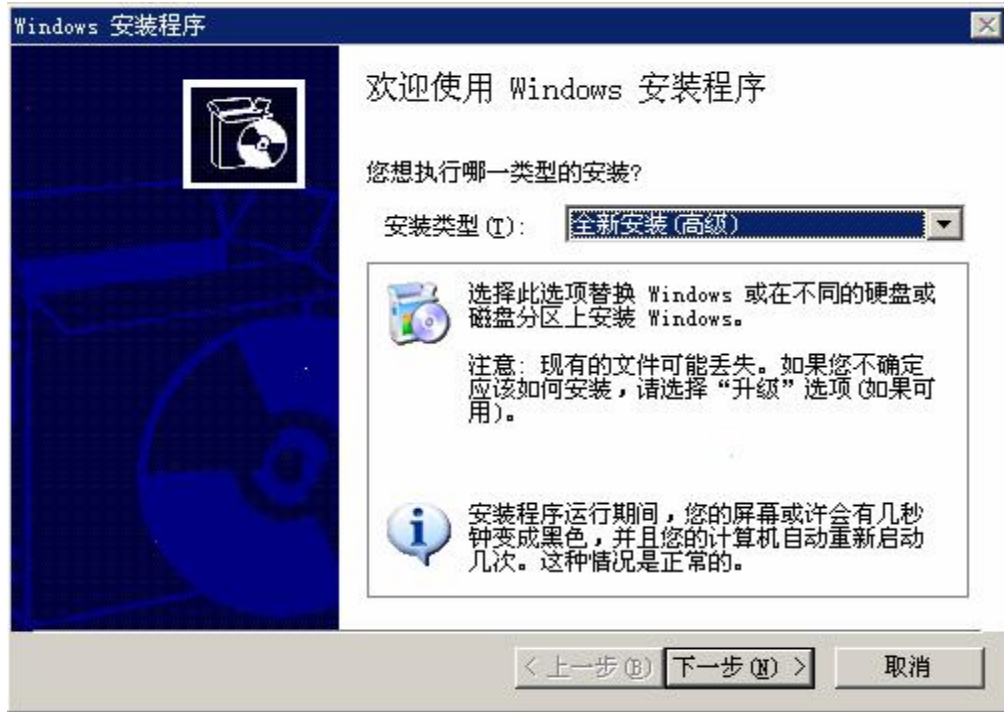 Windows 安装程序
欢迎使用 Windows 安装程序
您想执行哪一类型的安装?
安装类型(T): 全新安装(高级)
选择此选项替换 Windows 或在不同的硬盘或
磁盘分区上安装 Windows。
注意: 现有的文件可能丢失。如果您不确定
应该如何安装，请选择“升级”选项(如果可
用)。
安装程序运行期间，您的屏幕或许会有几秒
钟变成黑色，并且您的计算机自动重新启动
几次。这种情况是正常的。
< 上一步(B) 下一步(N) > 取消